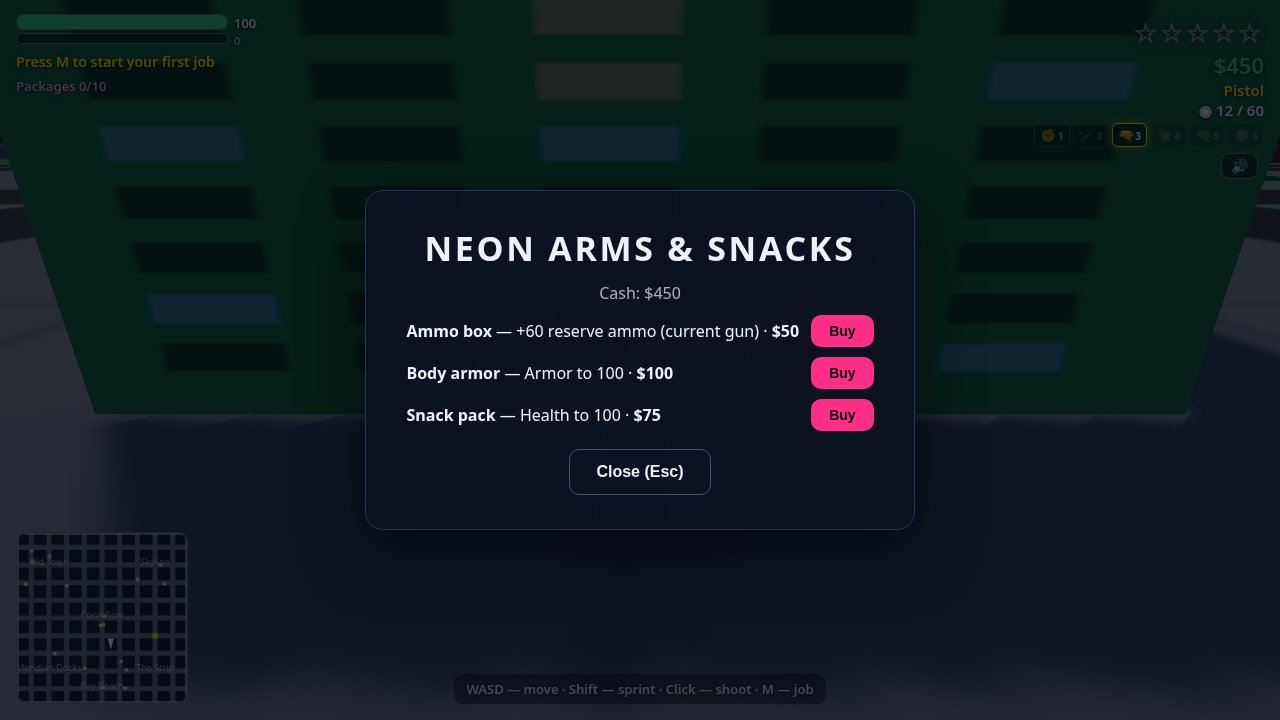 100
0
Press M to start your first job
Packages 0/10
☆☆☆☆☆
$450
Pistol
◉ 12 / 60
1 2 3 4 5 6
NEON ARMS & SNACKS
Cash: $450
Ammo box — +60 reserve ammo (current gun) · $50 Buy
Body armor — Armor to 100 · $100 Buy
Snack pack — Health to 100 · $75 Buy
Close (Esc)
Old Town Skyline
Coral Row
Meridian Docks The Strip
Bay Beach
WASD — move · Shift — sprint · Click — shoot · M — job